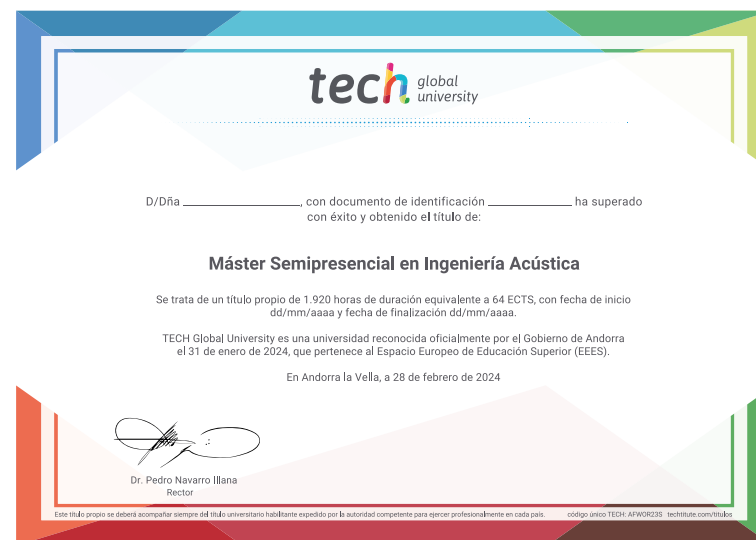 tech global
university
D/Dña ____________________, con documento de identificación ______________ ha superado
con éxito y obtenido el título de:
Máster Semipresencial en Ingeniería Acústica
Se trata de un título propio de 1.920 horas de duración equivalente a 64 ECTS, con fecha de inicio
dd/mm/aaaa y fecha de finalización dd/mm/aaaa.
TECH Global University es una universidad reconocida oficialmente por el Gobierno de Andorra
el 31 de enero de 2024, que pertenece al Espacio Europeo de Educación Superior (EEES).
En Andorra la Vella, a 28 de febrero de 2024
Dr. Pedro Navarro Illana
Rector
Este título propio se deberá acompañar siempre del título universitario habilitante expedido por la autoridad competente para ejercer profesionalmente en cada país. código único TECH: AFWOR23S techtitute.com/titulos